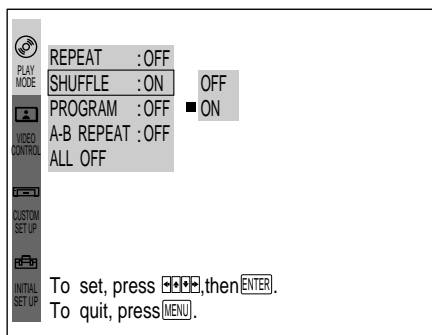 PLAY
MODE
REPEAT : OFF
SHUFFLE : ON
PROGRAM : OFF
A-B REPEAT : OFF
ALL OFF
OFF
ON
VIDEO
CONTROL
CUSTOM
SET UP
INITIAL
SET UP
To set, press ,then ENTER.
To quit, press MENU.